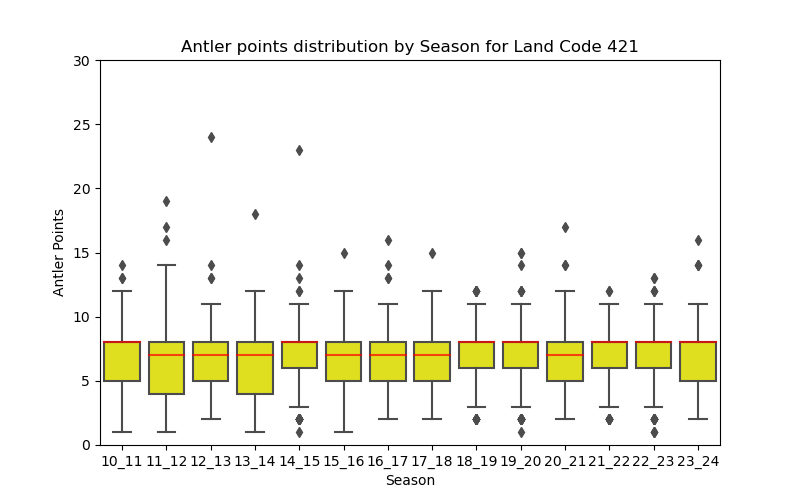 Antler points distribution by Season for Land Code 421
30
25
20
15
10
5
0
Antler Points
10_11 11_12 12_13 13_14 14_15 15_16 16_17 17_18 18_19 19_20 20_21 21_22 22_23 23_24
Season